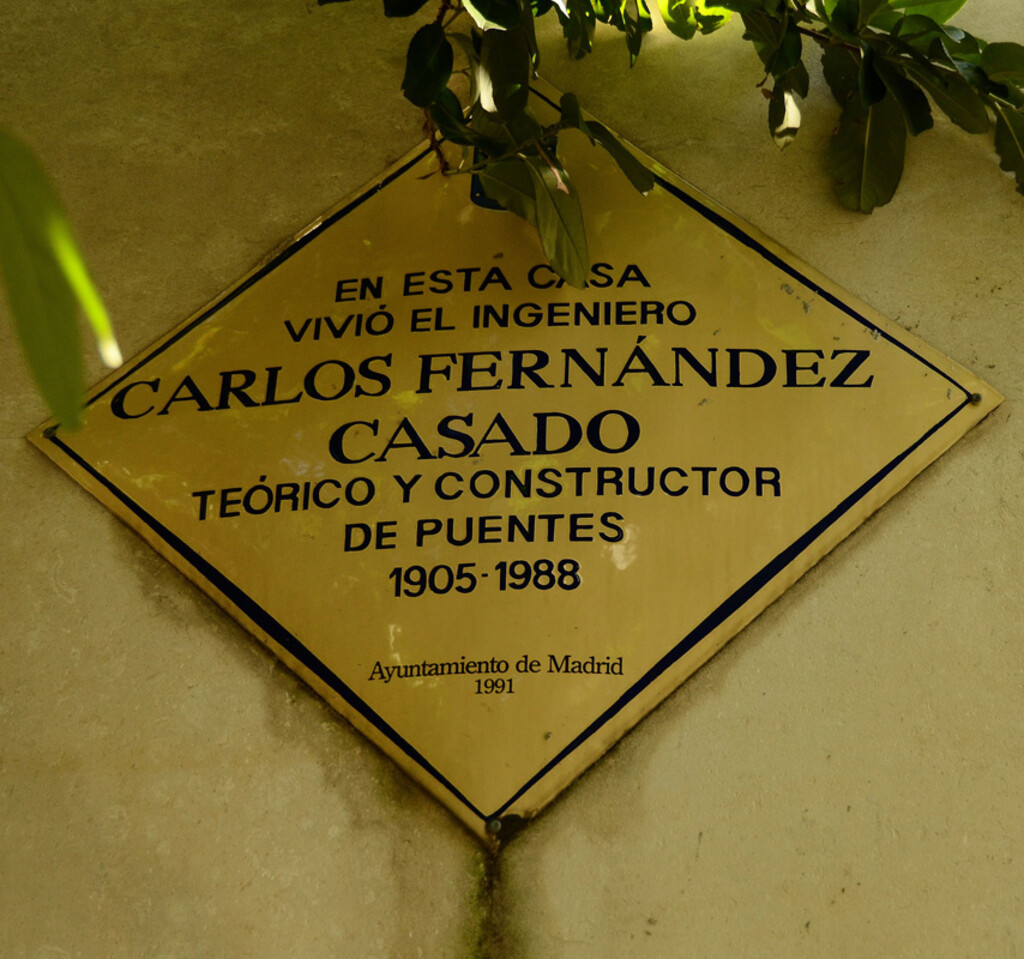 EN ESTA CASA
VIVIÓ EL INGENIERO
CARLOS FERNÁNDEZ
CASADO
TEÓRICO Y CONSTRUCTOR
DE PUENTES
1905-1988
Ayuntamiento de Madrid
1991